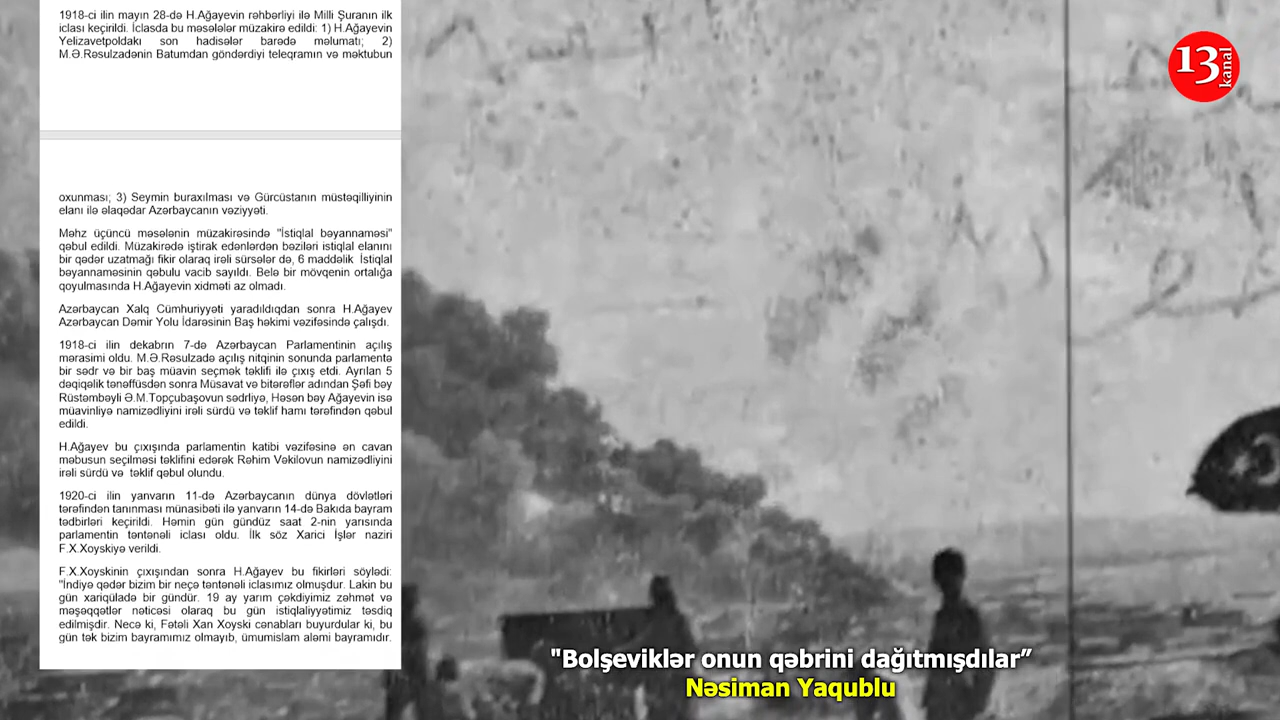 1918-ci ilin mayın 28-də H.Ağayevin rəhbərliyi ilə Milli Şuranın ilk
iclası keçirildi. İclasda bu məsələlər müzakirə edildi: 1) H.Ağayevin
Yelizavetpoldakı son hadisələr barədə məlumatı; 2)
M.Ə.Rəsulzadənin Batumdan göndərdiyi teleqramın və məktubun
oxunması; 3) Seymin buraxılması və Gürcüstanın müstəqilliyinin
elanı ilə əlaqədar Azərbaycanın vəziyyəti.
Məhz üçüncü məsələnin müzakirəsində "İstiqlal bəyannaməsi"
qəbul edildi. Müzakirədə iştirak edənlərdən bəziləri istiqlal elanını
bir qədər uzatmağı fikir olaraq irəli sürsələr də, 6 maddəlik İstiqlal
bəyannaməsinin qəbulu vacib sayıldı. Belə bir mövqenin ortalığa
qoyulmasında H.Ağayevin xidməti az olmadı.
Azərbaycan Xalq Cümhuriyyəti yaradıldıqdan sonra H.Ağayev
Azərbaycan Dəmir Yolu İdarəsinin Baş həkimi vəzifəsində çalışdı.
1918-ci ilin dekabrın 7-də Azərbaycan Parlamentinin açılış
mərasimi oldu. M.Ə.Rəsulzadə açılış nitqinin sonunda parlamentə
bir sədr və bir baş müavin seçmək təklifi ilə çıxış etdi. Ayrılan 5
dəqiqəlik tənəffüsdən sonra Müsavat və bitərəflər adından Şəfi bəy
Rüstəmbəyli Ə.M.Topçubaşovun sədrliyə, Həsən bəy Ağayevin isə
müavinliyə namizədliyini irəli sürdü və təklif hamı tərəfindən qəbul
edildi.
H.Ağayev bu çıxışında parlamentin katibi vəzifəsinə ən cavan
məbusun seçilməsi təklifini edərək Rəhim Vəkilovun namizədliyini
irəli sürdü və təklif qəbul olundu.
1920-ci ilin yanvarın 11-də Azərbaycanın dünya dövlətləri
tərəfindən tanınması münasibəti ilə yanvarın 14-də Bakıda bayram
tədbirləri keçirildi. Həmin gün gündüz saat 2-nin yarısında
parlamentin təntənəli iclası oldu. İlk söz Xarici İşlər naziri
F.X.Xoyskiyə verildi.
F.X.Xoyskinin çıxışından sonra H.Ağayev bu fikirləri söylədi:
"İndiyə qədər bizim bir neçə təntənəli iclasımız olmuşdur. Lakin bu
gün xariqüladə bir gündür. 19 ay yarım çəkdiyimiz zəhmət və
məşəqqətlər nəticəsi olaraq bu gün istiqlaliyyətimiz təsdiq
edilmişdir. Necə ki, Fətəli Xan Xoyski cənabları buyurdular ki, bu
gün tək bizim bayramımız olmayıb, ümumislam aləmi bayramıdır.
13 kanal
"Bolşeviklər onun qəbrini dağıtmışdılar”
Nəsiman Yaqublu